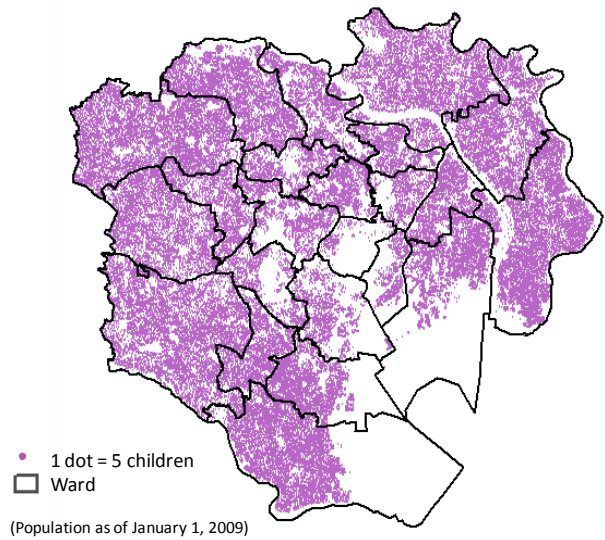 1 dot = 5 children
Ward
(Population as of January 1, 2009)